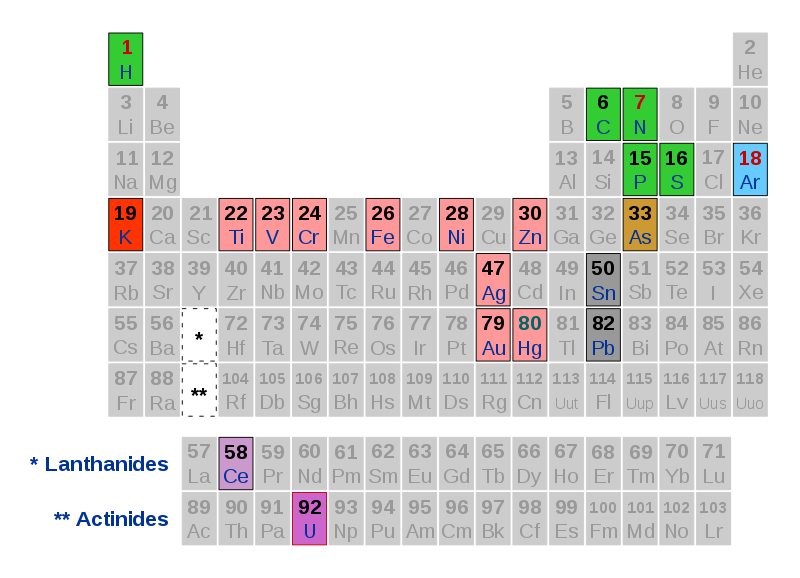 1 2
H He
3 4 5 6 7 8 9 10
Li Be B C N O F Ne
11 12 13 14 15 16 17 18
Na Mg Al Si P S Cl Ar
19 20 21 22 23 24 25 26 27 28 29 30 31 32 33 34 35 36
K Ca Sc Ti V Cr Mn Fe Co Ni Cu Zn Ga Ge As Se Br Kr
37 38 39 40 41 42 43 44 45 46 47 48 49 50 51 52 53 54
Rb Sr Y Zr Nb Mo Tc Ru Rh Pd Ag Cd In Sn Sb Te I Xe
55 56 * 72 73 74 75 76 77 78 79 80 81 82 83 84 85 86
Cs Ba Hf Ta W Re Os Ir Pt Au Hg Tl Pb Bi Po At Rn
87 88 ** 104 105 106 107 108 109 110 111 112 113 114 115 116 117 118
Fr Ra Rf Db Sg Bh Hs Mt Ds Rg Cn Uut Fl Uup Lv Uus Uuo
* Lanthanides 57 58 59 60 61 62 63 64 65 66 67 68 69 70 71
La Ce Pr Nd Pm Sm Eu Gd Tb Dy Ho Er Tm Yb Lu
** Actinides 89 90 91 92 93 94 95 96 97 98 99 100 101 102 103
Ac Th Pa U Np Pu Am Cm Bk Cf Es Fm Md No Lr